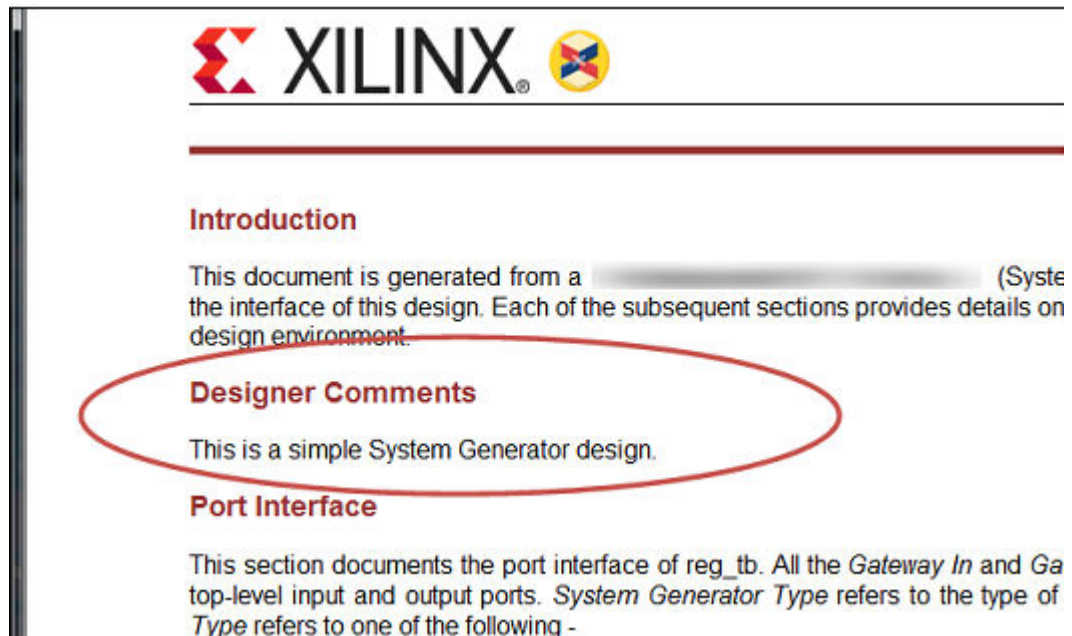 XILINX®
Introduction
This document is generated from a (Syste
the interface of this design. Each of the subsequent sections provides details on
design environment.
Designer Comments
This is a simple System Generator design.
Port Interface
This section documents the port interface of reg_tb. All the Gateway In and Ga
top-level input and output ports. System Generator Type refers to the type of
Type refers to one of the following -